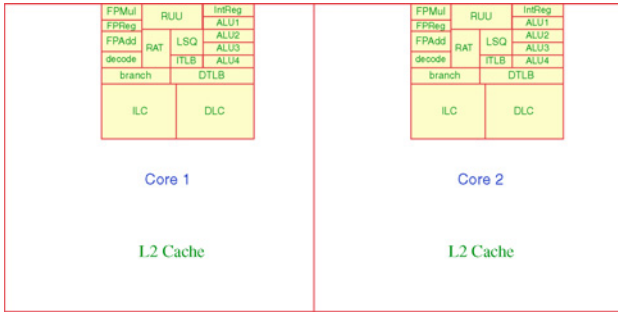 FPMul
RUU
IntReg
FPReg
ALU1
FPAdd
RAT
LSQ
ALU2
ALU3
decode
ITLB
ALU4
branch
DTLB
ILC
DLC
Core 1
L2 Cache
FPMul
RUU
IntReg
FPReg
ALU1
FPAdd
RAT
LSQ
ALU2
ALU3
decode
ITLB
ALU4
branch
DTLB
ILC
DLC
Core 2
L2 Cache